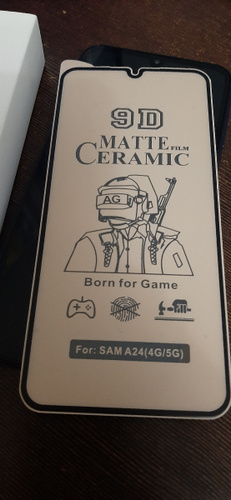 9D
MATTE FILM
CERAMIC
AG
Born for Game
For: SAM A24(4G/5G)